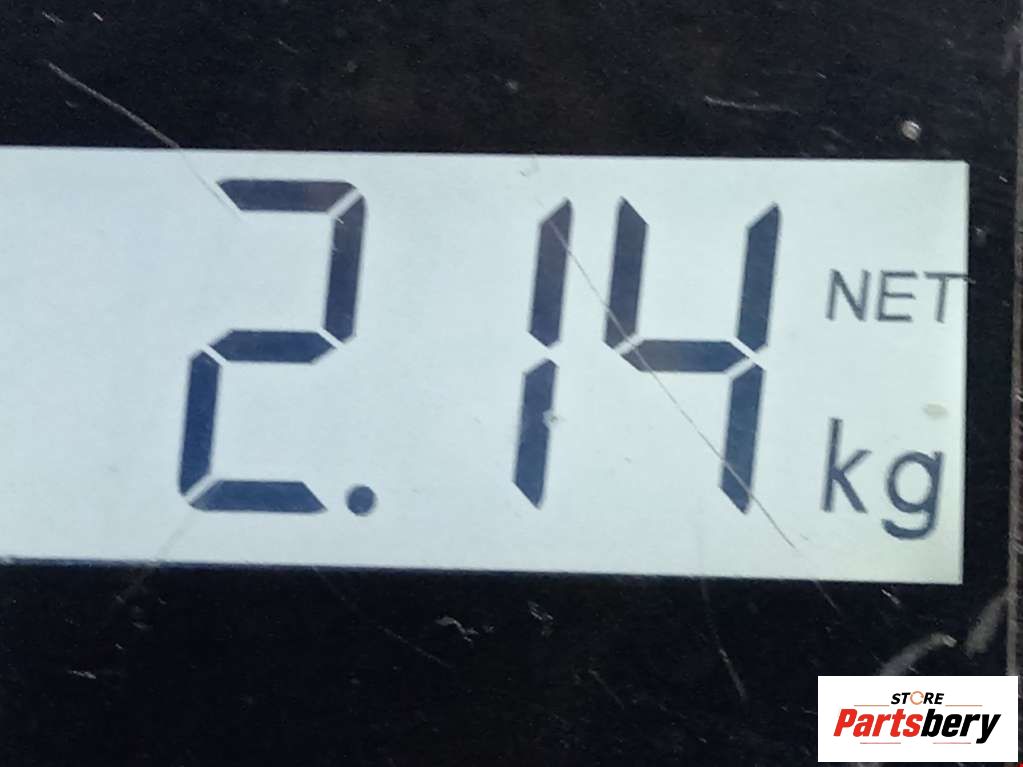 2.14 NET
kg
STORE
Partsbery